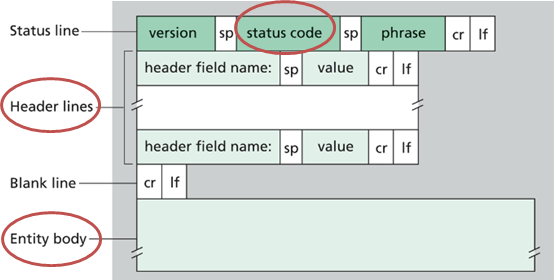 Status line version sp status code sp phrase cr lf
header field name: sp value cr lf
Header lines
header field name: sp value cr lf
Blank line cr lf
Entity body